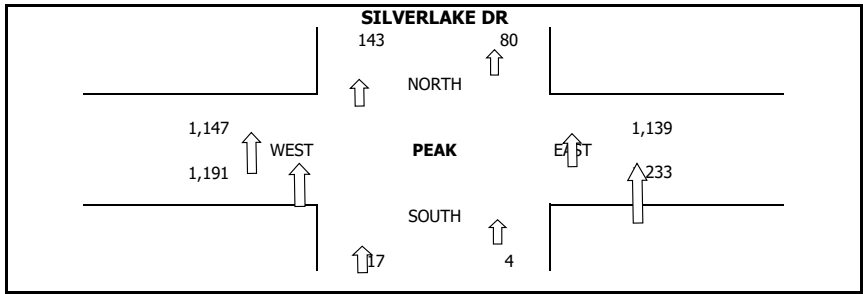 SILVERLAKE DR
143 80
NORTH
1,147 1,139
WEST PEAK EAST
1,191 233
SOUTH
17 4